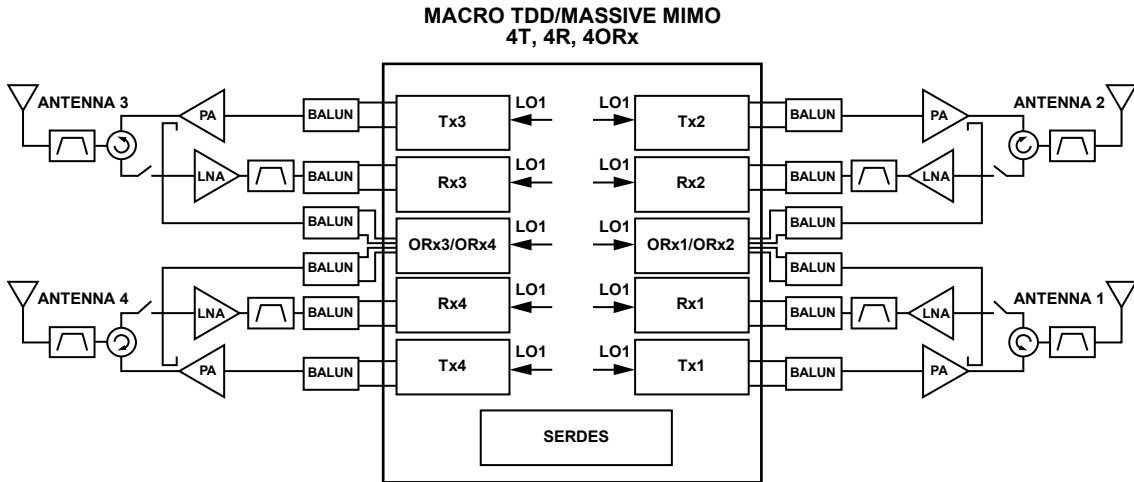 MACRO TDD/MASSIVE MIMO
4T, 4R, 4ORx
ANTENNA 3
PA
BALUN
Tx3
LO1
LO1
Tx2
BALUN
PA
ANTENNA 2
LNA
BALUN
Rx3
LO1
LO1
Rx2
BALUN
LNA
BALUN
ORx3/ORx4
LO1
LO1
ORx1/ORx2
BALUN
BALUN
BALUN
ANTENNA 4
LNA
BALUN
Rx4
LO1
LO1
Rx1
BALUN
LNA
ANTENNA 1
PA
BALUN
Tx4
LO1
LO1
Tx1
BALUN
PA
SERDES